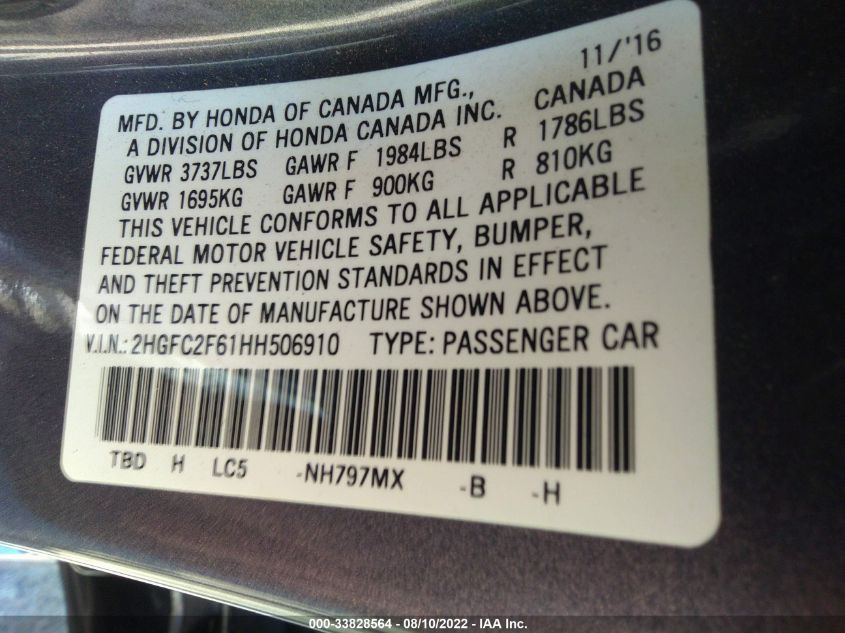 11/'16
MFD. BY HONDA OF CANADA MFG.,
A DIVISION OF HONDA CANADA INC. CANADA
GVWR 3737LBS GAWR F 1984LBS R 1786LBS
GVWR 1695KG GAWR F 900KG R 810KG
THIS VEHICLE CONFORMS TO ALL APPLICABLE
FEDERAL MOTOR VEHICLE SAFETY, BUMPER,
AND THEFT PREVENTION STANDARDS IN EFFECT
ON THE DATE OF MANUFACTURE SHOWN ABOVE.
V.I.N.: 2HGFC2F61HH506910 TYPE: PASSENGER CAR
TBD H LC5 -NH797MX -B -H
000-33828564 - 08/10/2022 - IAA Inc.